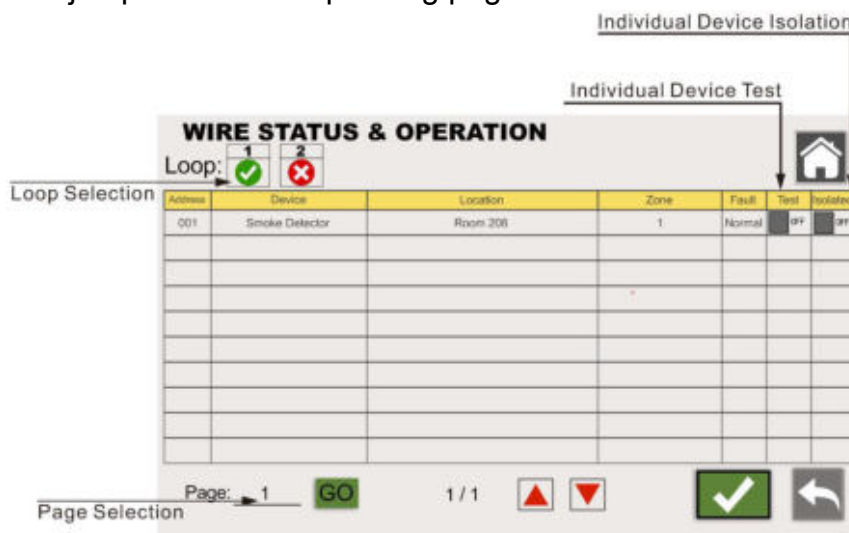 Individual Device Isolation
Individual Device Test
WIRE STATUS & OPERATION
Loop: 1 2
Loop Selection
Address Device Location Zone Fault Test Isolated
001 Smoke Detector Room 208 1 Normal OFF OFF
Page: 1 GO 1 / 1
Page Selection